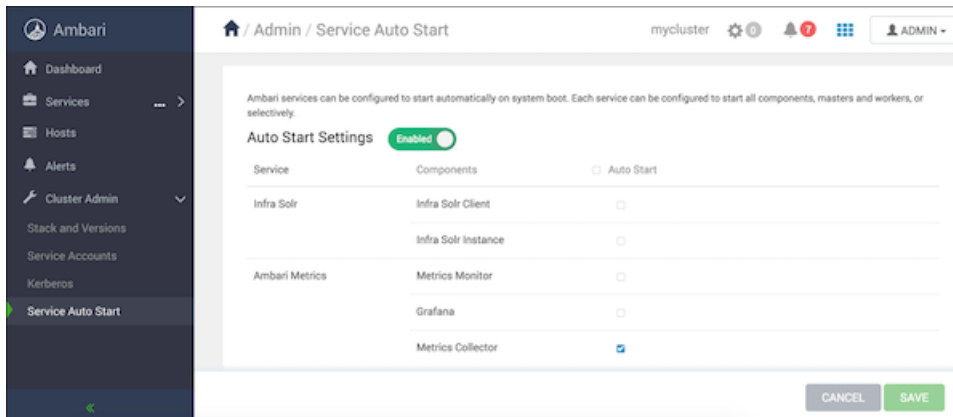 Ambari
/ Admin / Service Auto Start
mycluster
0
7
ADMIN
Dashboard
Services
...
Hosts
Alerts
Cluster Admin
Stack and Versions
Service Accounts
Kerberos
Service Auto Start
Ambari services can be configured to start automatically on system boot. Each service can be configured to start all components, masters and workers, or
selectively.
Auto Start Settings Enabled
Service Components Auto Start
Infra Solr Infra Solr Client
Infra Solr Instance
Ambari Metrics Metrics Monitor
Grafana
Metrics Collector
CANCEL SAVE